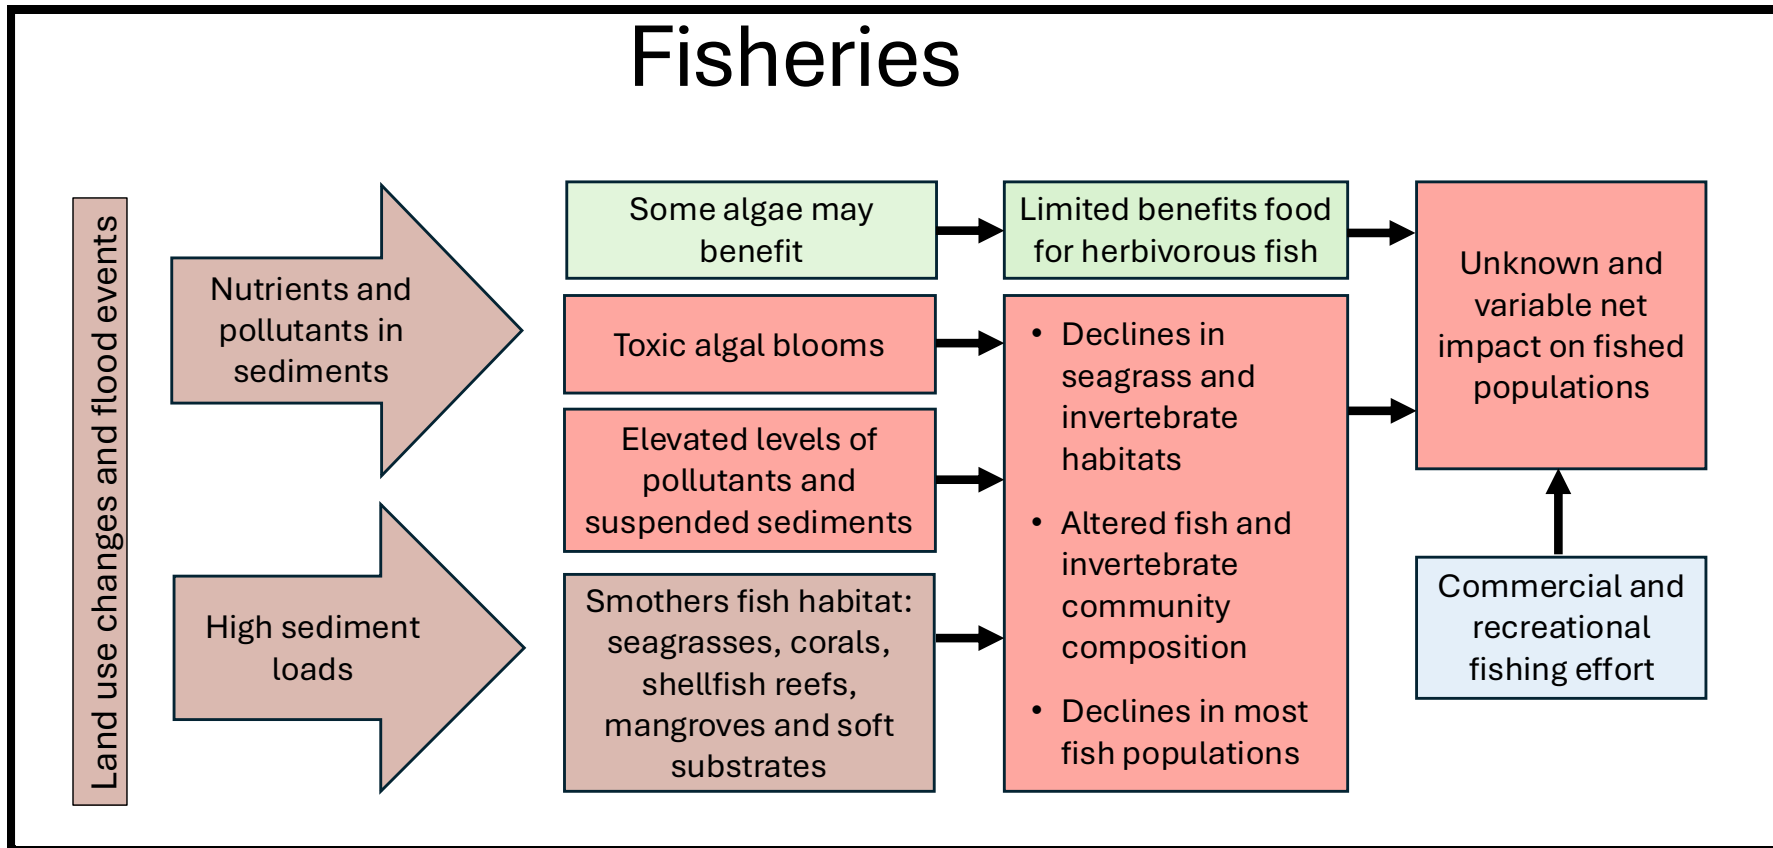 Fisheries
Land use changes and flood events
Nutrients and
pollutants in
sediments
High sediment
loads
Some algae may
benefit
Toxic algal blooms
Elevated levels of
pollutants and
suspended sediments
Smothers fish habitat:
seagrasses, corals,
shellfish reefs,
mangroves and soft
substrates
Limited benefits food
for herbivorous fish
• Declines in
seagrass and
invertebrate
habitats
• Altered fish and
invertebrate
community
composition
• Declines in most
fish populations
Unknown and
variable net
impact on fished
populations
Commercial and
recreational
fishing effort